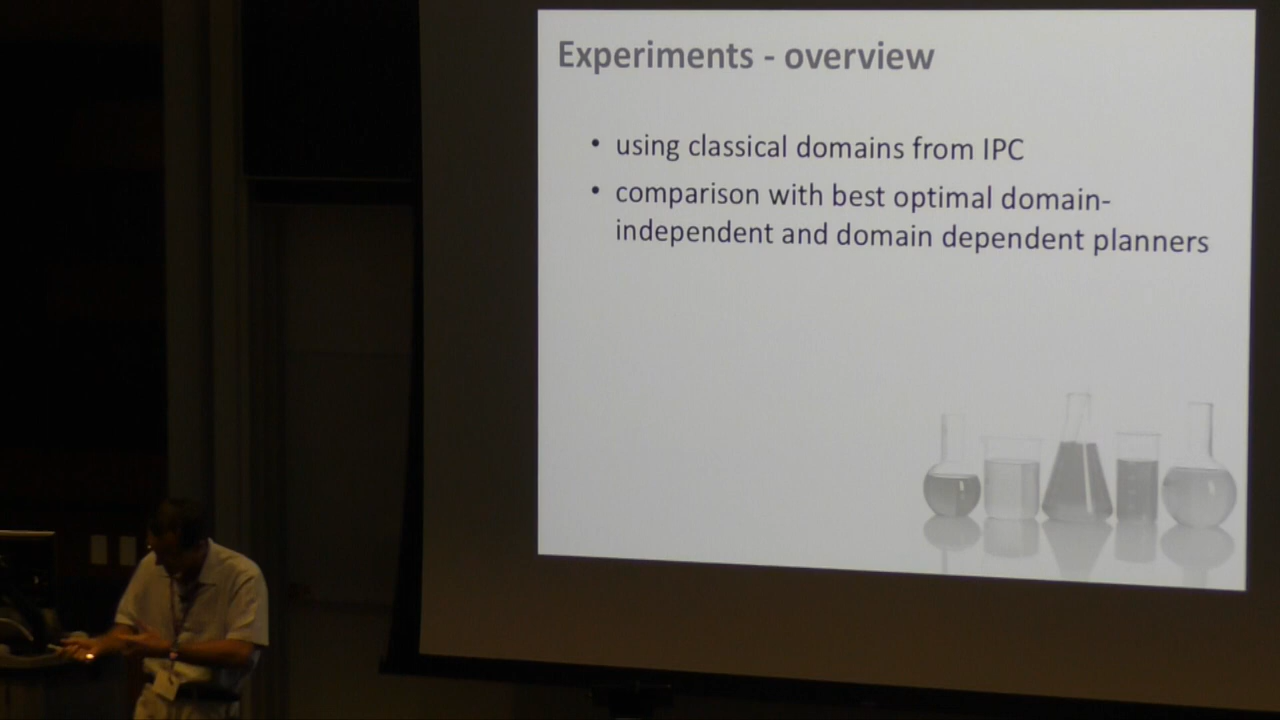 Experiments - overview
• using classical domains from IPC
• comparison with best optimal domain-
independent and domain dependent planners